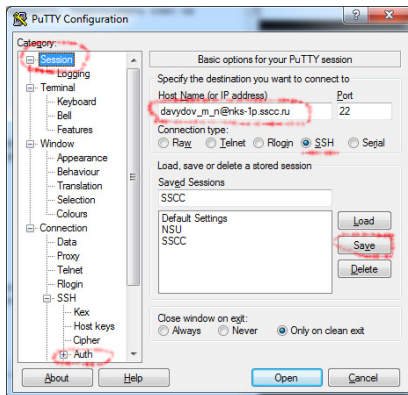 PuTTY Configuration
Category:
Session
Logging
Terminal
Keyboard
Bell
Features
Window
Appearance
Behaviour
Translation
Selection
Colours
Connection
Data
Proxy
Telnet
Rlogin
SSH
Kex
Host keys
Cipher
Auth
Basic options for your PuTTY session
Specify the destination you want to connect to
Host Name (or IP address) Port
davydov_m_n@nks-1p.sscc.ru 22
Connection type:
Raw Telnet Rlogin SSH Serial
Load, save or delete a stored session
Saved Sessions
SSCC
Default Settings
NSU
SSCC
Load
Save
Delete
Close window on exit:
Always Never Only on clean exit
About Help Open Cancel